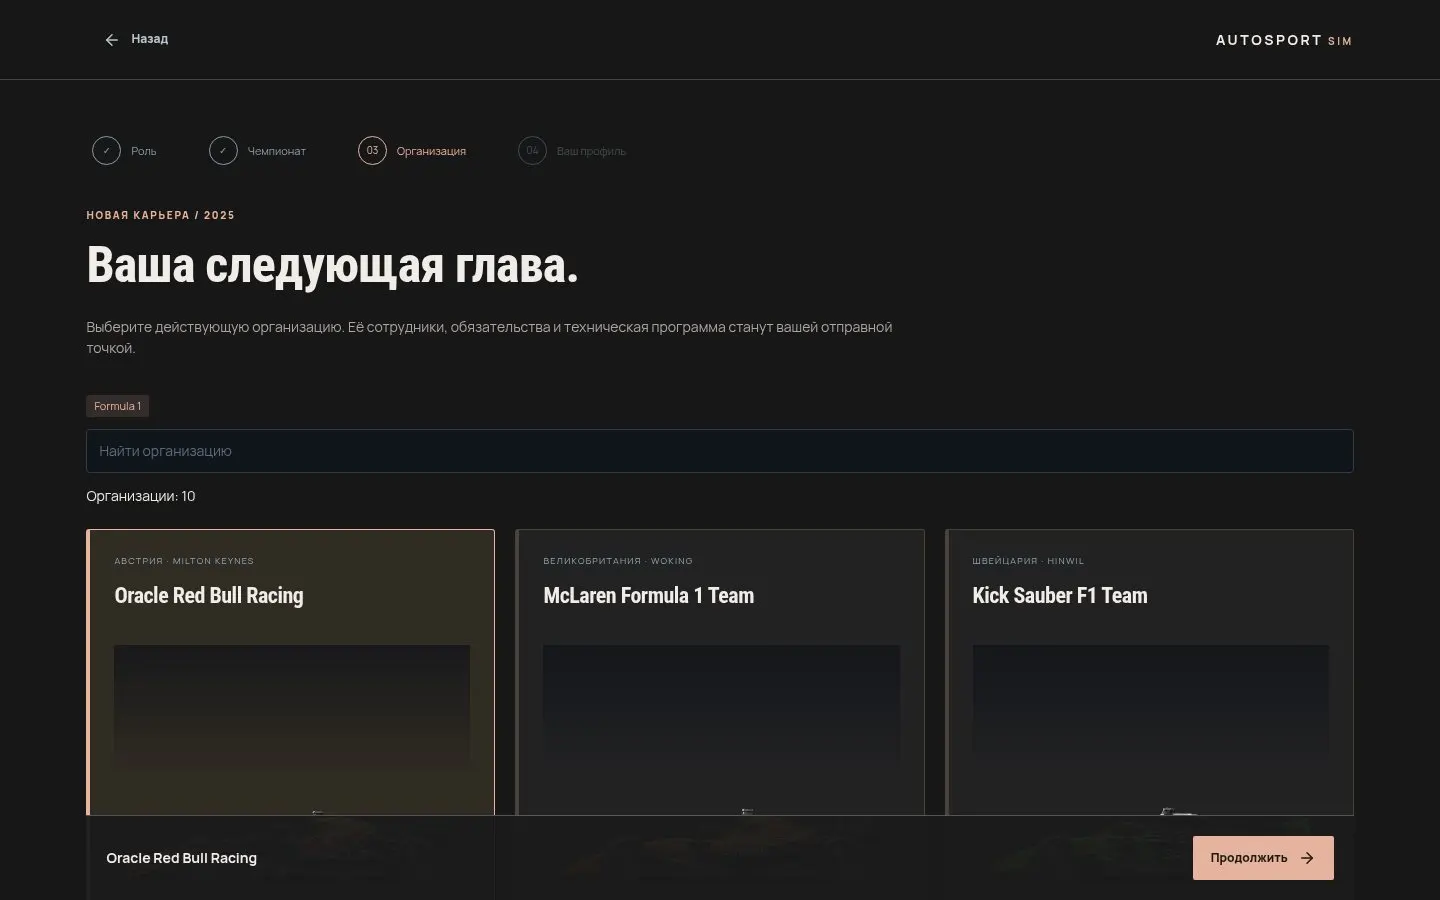 Назад
AUTOSPORT SIM
✓ Роль
✓ Чемпионат
03 Организация
04 Ваш профиль
НОВАЯ КАРЬЕРА / 2025
Ваша следующая глава.
Выберите действующую организацию. Её сотрудники, обязательства и техническая программа станут вашей отправной
точкой.
Formula 1
Найти организацию
Организации: 10
АВСТРИЯ · MILTON KEYNES
Oracle Red Bull Racing
ВЕЛИКОБРИТАНИЯ · WOKING
McLaren Formula 1 Team
ШВЕЙЦАРИЯ · HINWIL
Kick Sauber F1 Team
Oracle Red Bull Racing
Продолжить